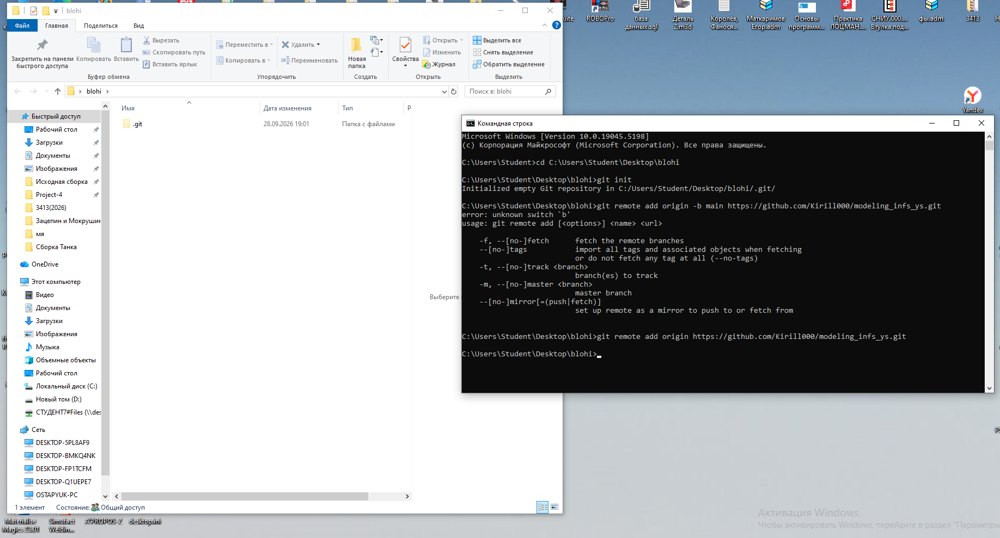 blohi
Файл
Главная
Поделиться
Вид
Закрепить на панели
быстрого доступа
Копировать
Вставить
Вырезать
Скопировать путь
Вставить ярлык
Буфер обмена
Переместить в
Копировать в
Удалить
Переименовать
Упорядочить
Новая
папка
Создать
Свойства
Открыть
Изменить
Журнал
Открыть
Выделить все
Снять выделение
Обратить выделение
Выделить
blohi
Поиск в: blohi
Имя
Дата изменения
Тип
Р
.git
28.09.2026 19:01
Папка с файлами
Быстрый доступ
Рабочий стол
Загрузки
Документы
Изображения
Исходная сборка
Project-4
3413(2026)
Зацепин и Мокрушин
мя
Сборка Танка
OneDrive
Этот компьютер
Видео
Документы
Загрузки
Изображения
Музыка
Объемные объекты
Рабочий стол
Локальный диск (C:)
Новый том (D:)
СТУДЕНТ7#Files (\\des
Сеть
DESKTOP-5PL8AF9
DESKTOP-BMKQ4NK
DESKTOP-FP1TCFM
DESKTOP-Q1UEPE7
OSTAPYUK-PC
Выберите
1 элемент
Состояние:
Общий доступ
Командная строка
Microsoft Windows [Version 10.0.19045.5198]
(c) Корпорация Майкрософт (Microsoft Corporation). Все права защищены.
C:\Users\Student>cd C:\Users\Student\Desktop\blohi
C:\Users\Student\Desktop\blohi>git init
Initialized empty Git repository in C:/Users/Student/Desktop/blohi/.git/
C:\Users\Student\Desktop\blohi>git remote add origin -b main https://github.com/Kirill000/modeling_infs_ys.git
error: unknown switch `b'
usage: git remote add [<options>] <name> <url>
-f, --[no-]fetch fetch the remote branches
--[no-]tags import all tags and associated objects when fetching
or do not fetch any tag at all (--no-tags)
-t, --[no-]track <branch>
branch(es) to track
-m, --[no-]master <branch>
master branch
--[no-]mirror[=(push|fetch)]
set up remote as a mirror to push to or fetch from
C:\Users\Student\Desktop\blohi>git remote add origin https://github.com/Kirill000/modeling_infs_ys.git
C:\Users\Student\Desktop\blohi>
uite
ROBOPro
база
данных.sql
Деталь
2.m3d
Королёв,
Фанося...
Маткаримов
Егор.adm
Основы
программ...
Практика
ЛОЦМАН....
СНИУ.000....
Втулка под...
фы.adm
3413
Yandex
Materialise
Magics 23.01
Simufact
Weldin...
A'PROPOS-Z
desktop.ini
Активация Windows
Чтобы активировать Windows, перейдите в раздел "Параметры